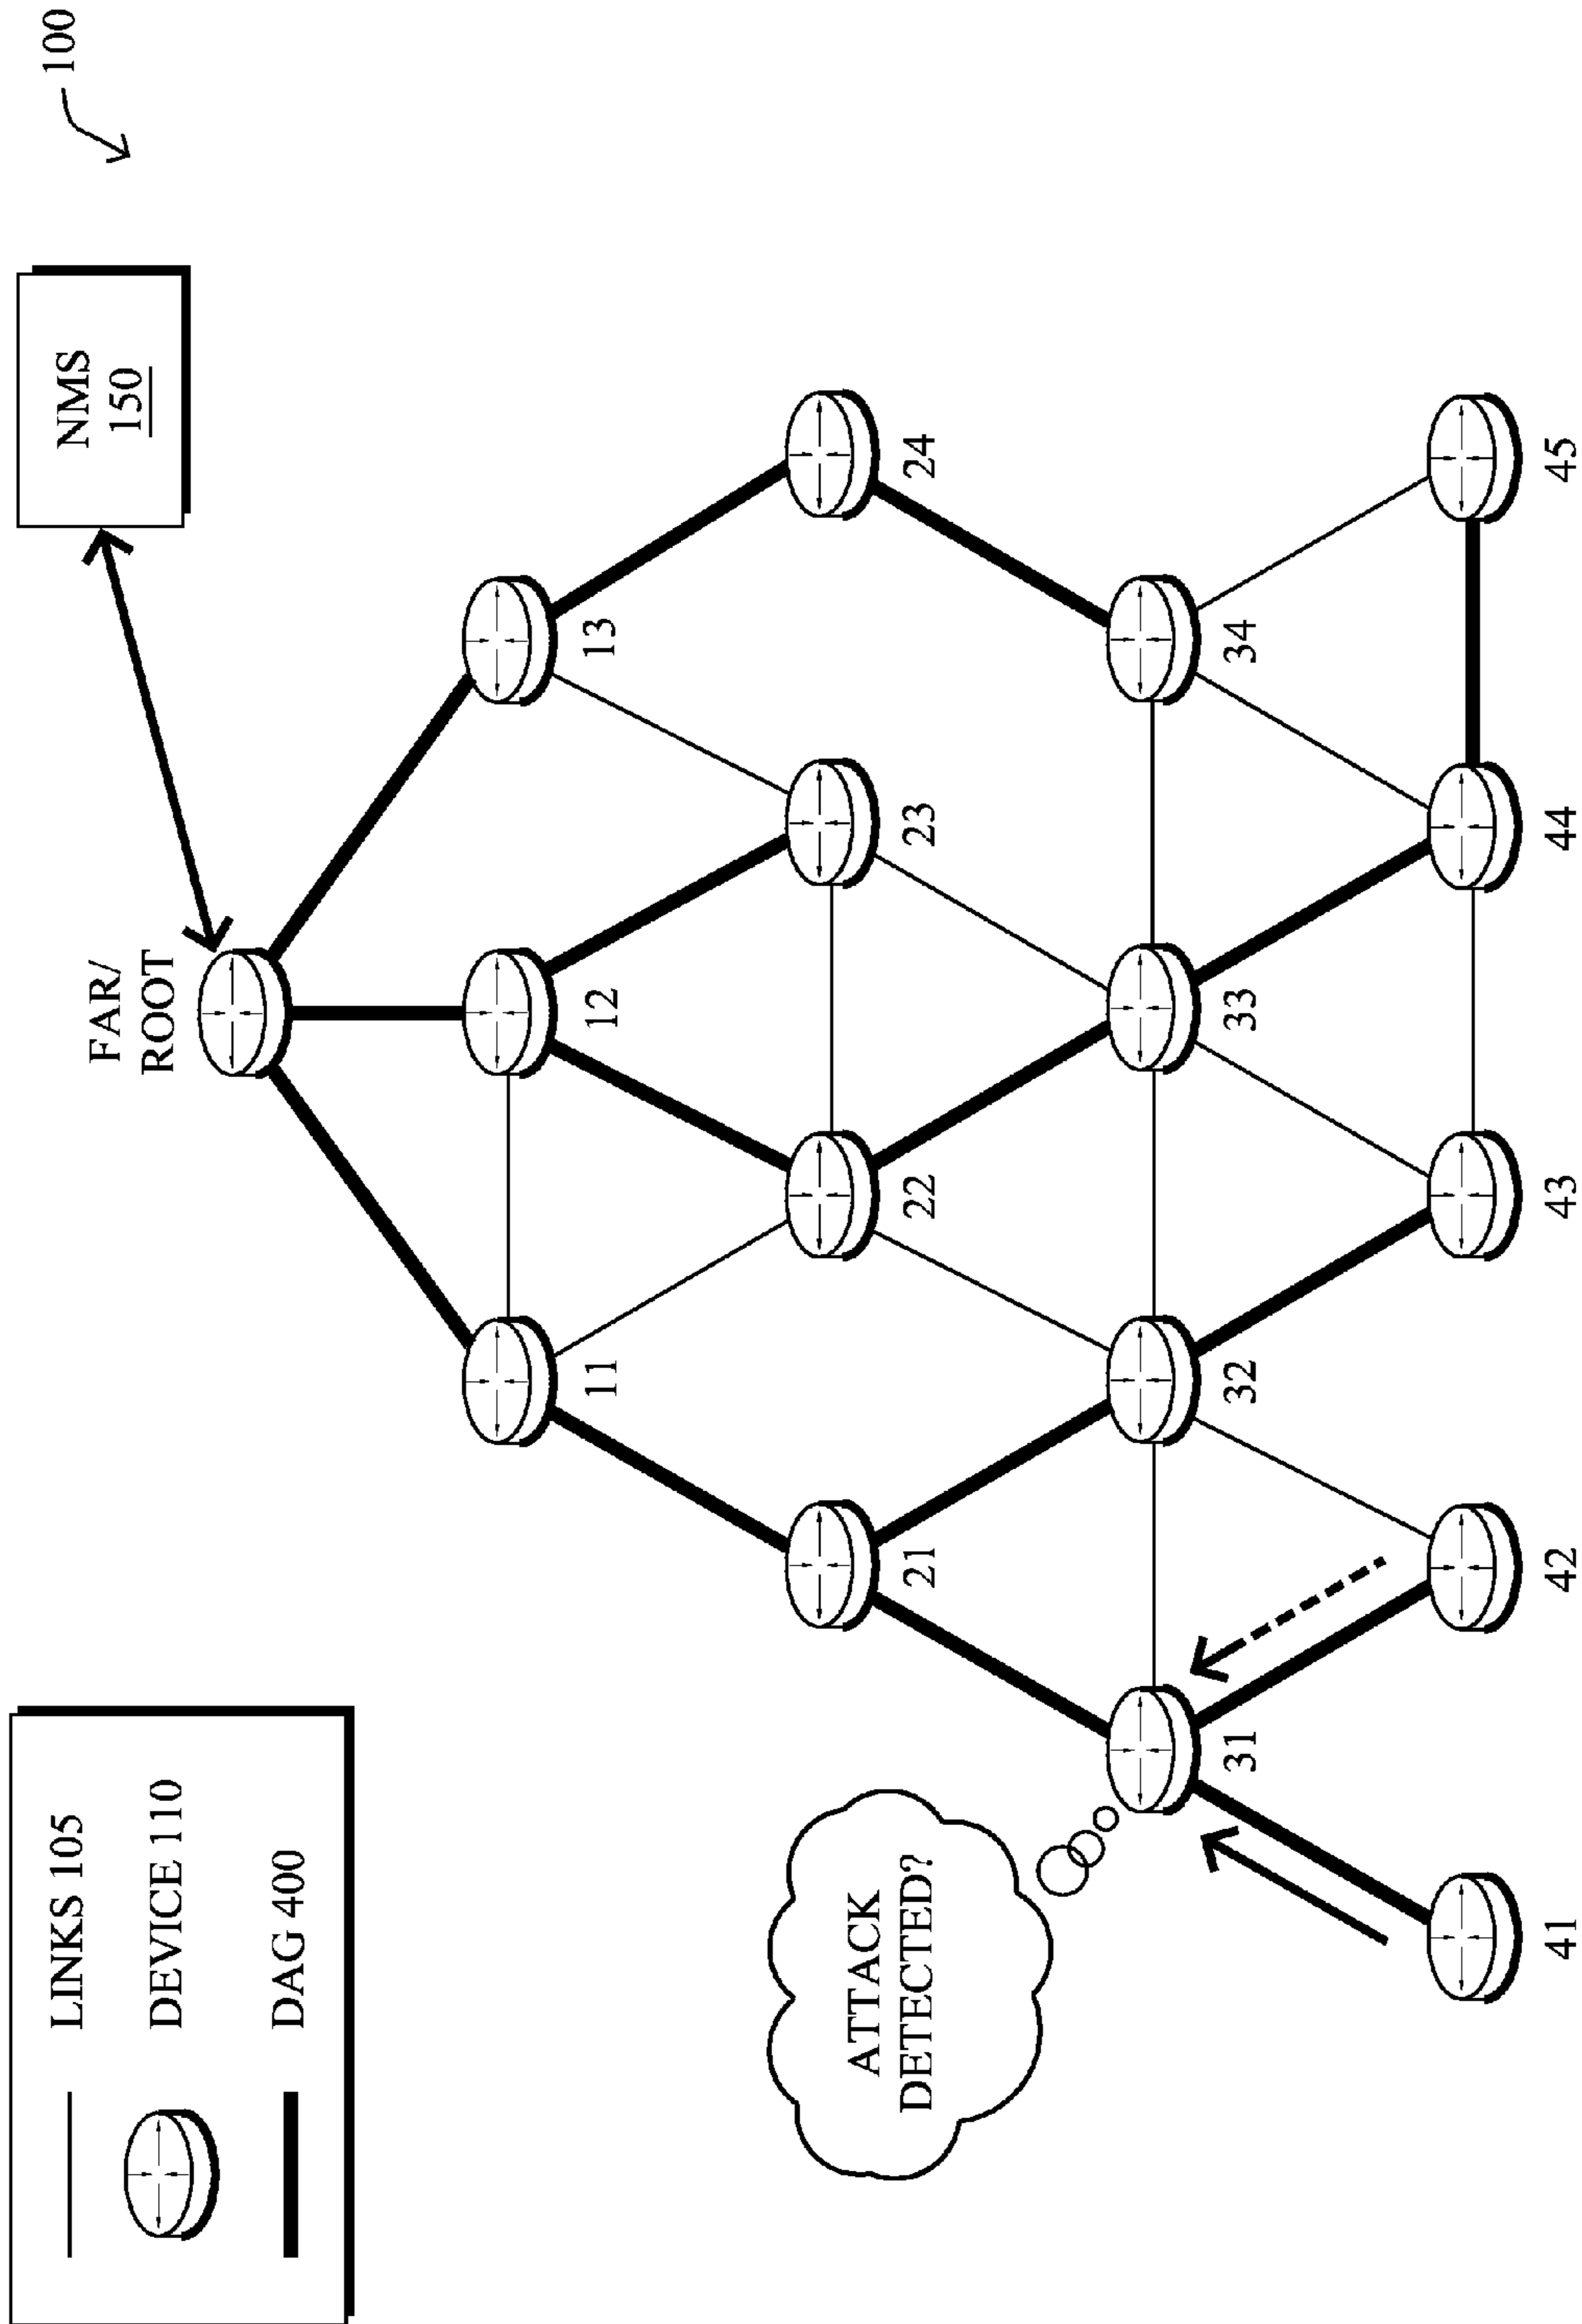 LINKS 105
DEVICE 110
DAG 400
FAR/
ROOT
NMS
150
100
11
12
13
21
22
23
24
ATTACK
DETECTED?
31
32
33
34
41
42
43
44
45